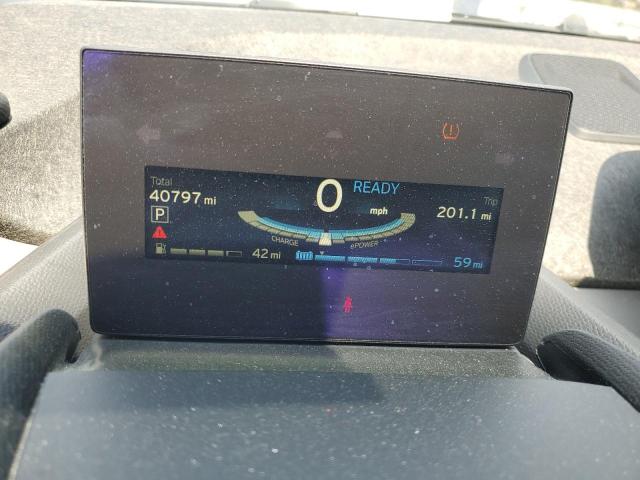 Total
40797 mi
P
0 READY
mph
Trip
201.1 mi
CHARGE
ePOWER
42 mi
59 mi